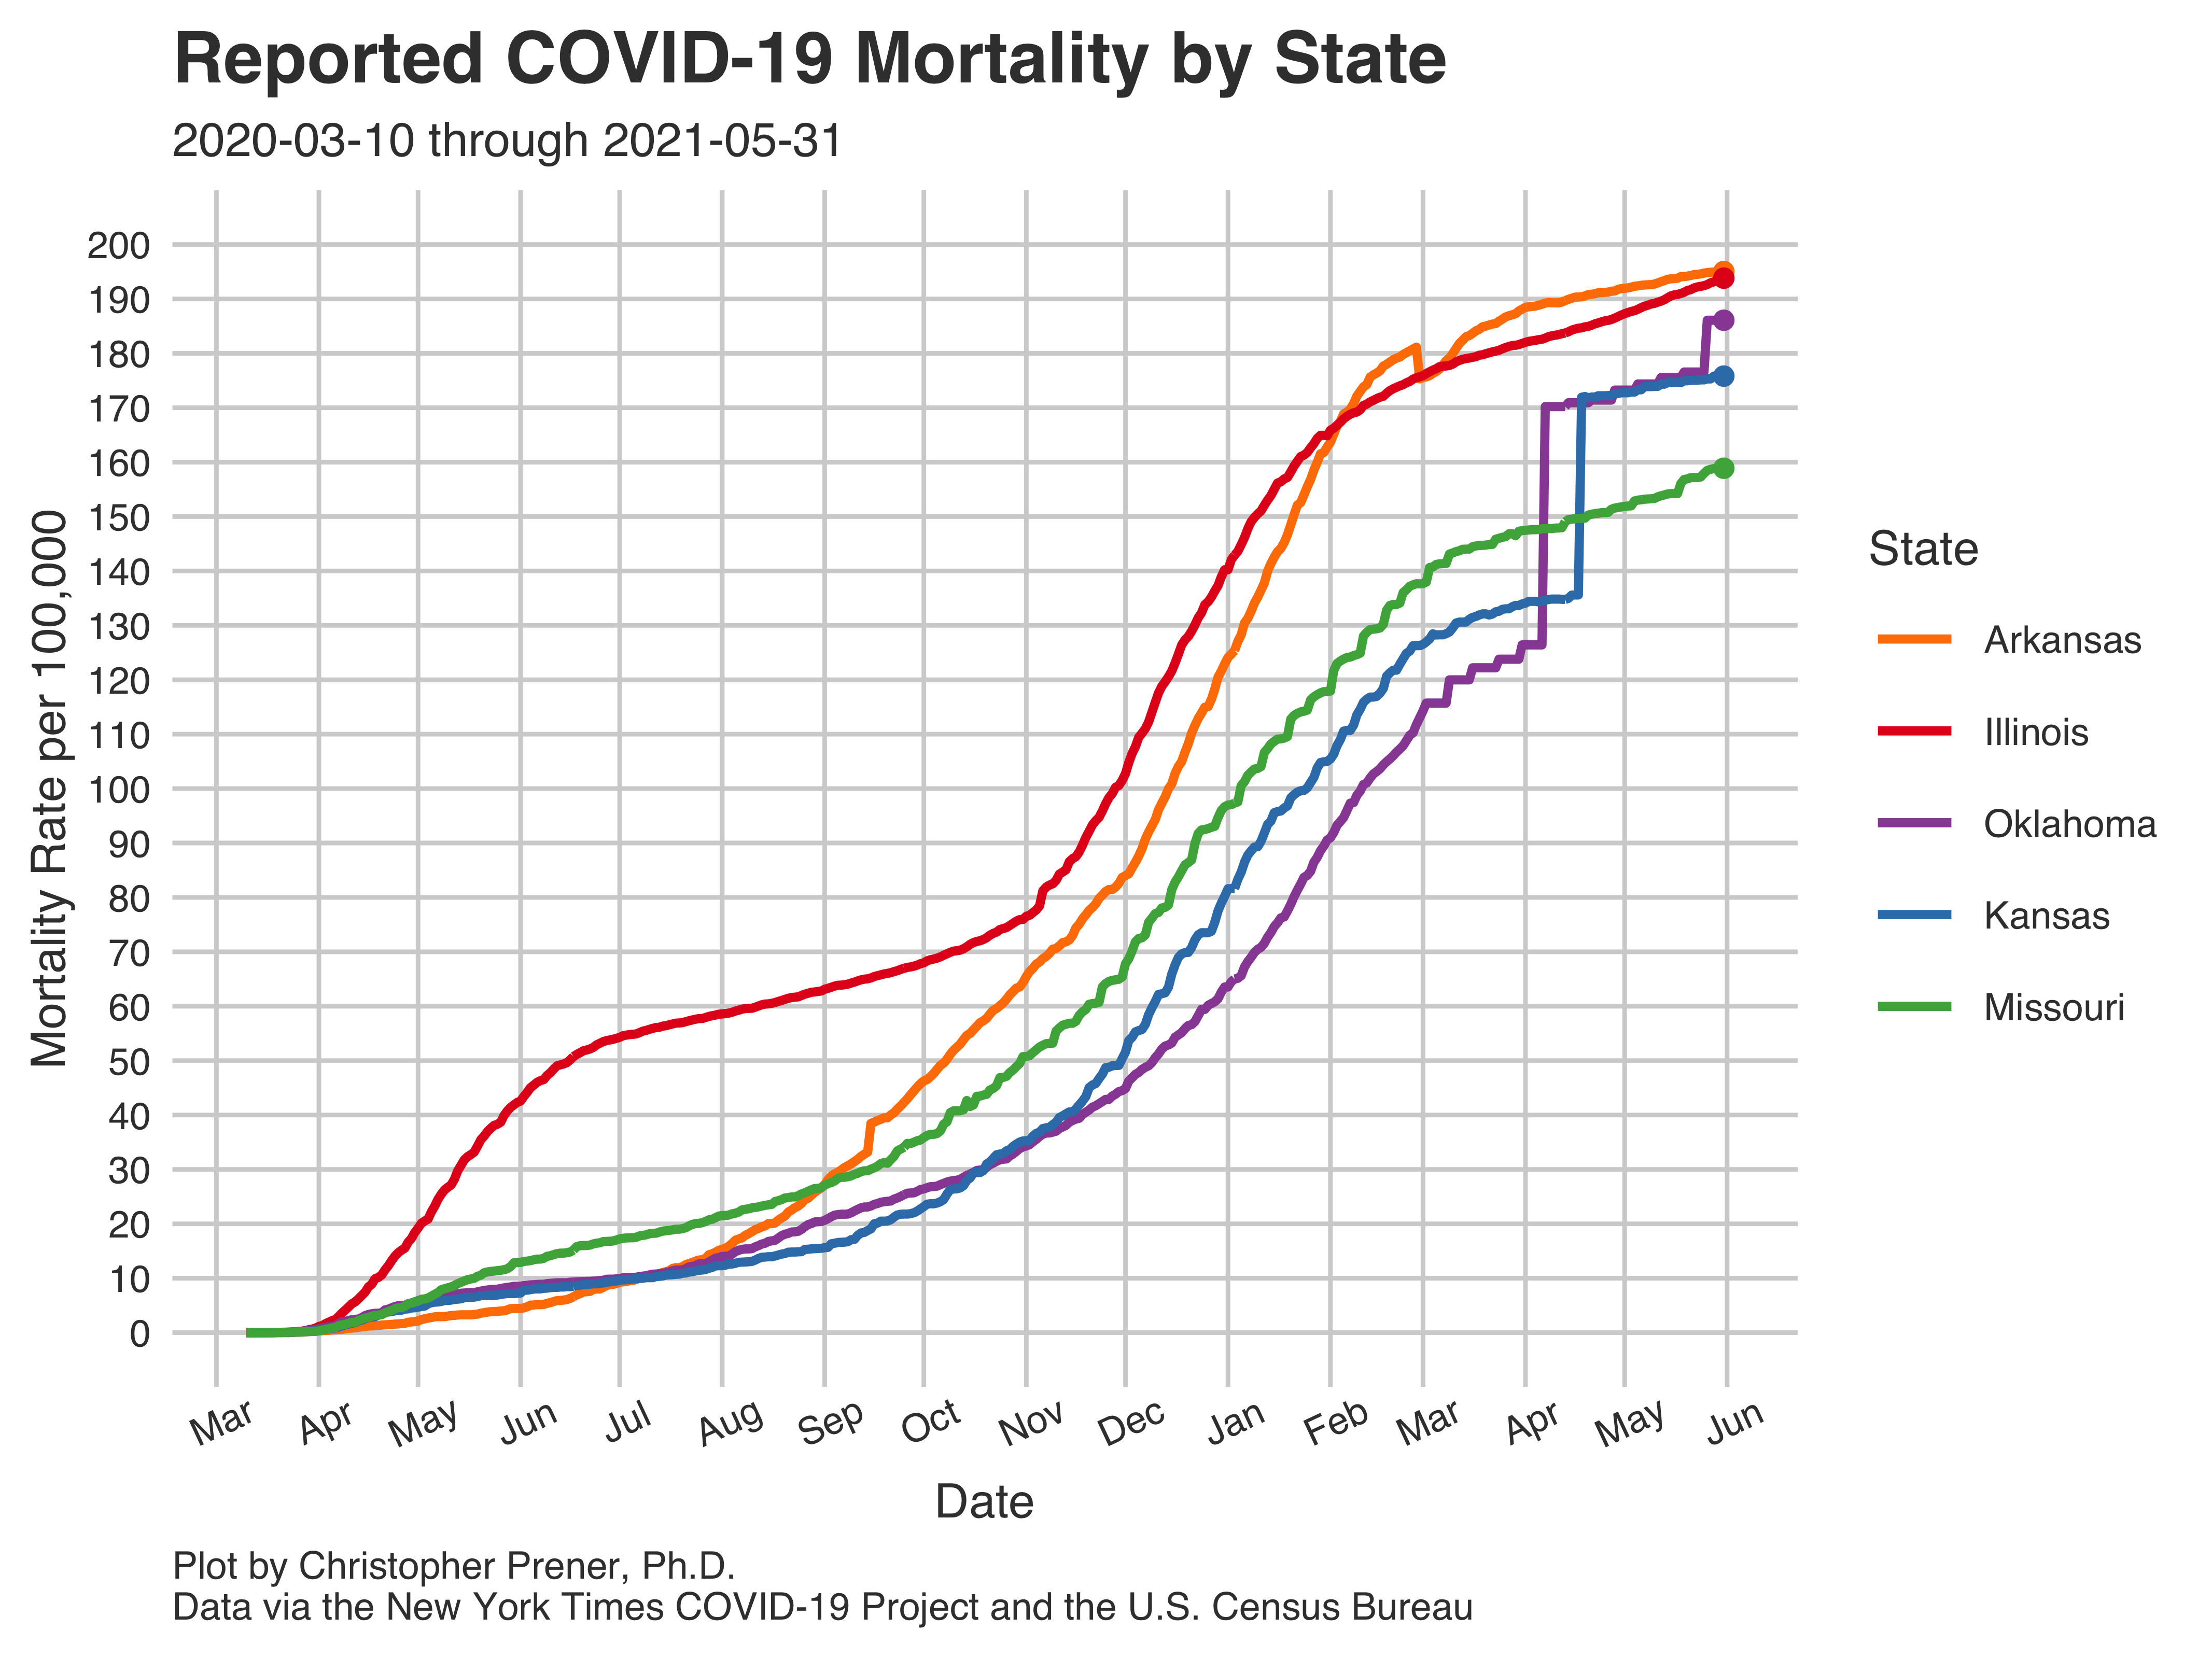 Reported COVID-19 Mortality by State
2020-03-10 through 2021-05-31
Mortality Rate per 100,000
200
190
180
170
160
150
140
130
120
110
100
90
80
70
60
50
40
30
20
10
0
Mar
Apr
May
Jun
Jul
Aug
Sep
Oct
Nov
Dec
Jan
Feb
Mar
Apr
May
Jun
Date
State
Arkansas
Illinois
Oklahoma
Kansas
Missouri
Plot by Christopher Prener, Ph.D.
Data via the New York Times COVID-19 Project and the U.S. Census Bureau